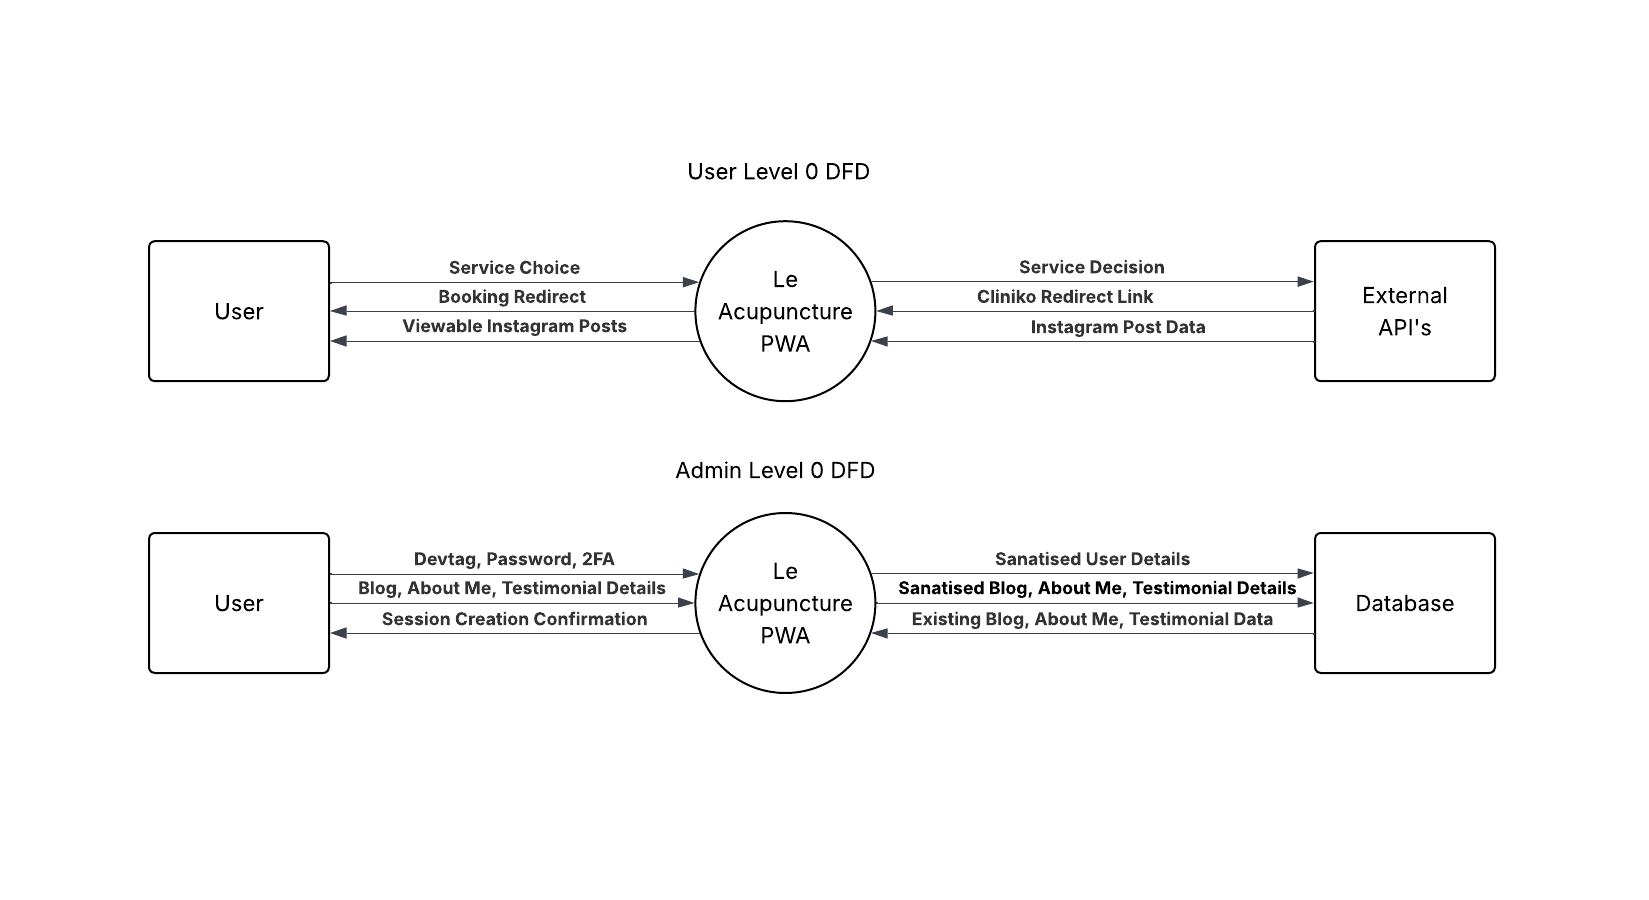 User Level 0 DFD
User
Service Choice
Booking Redirect
Viewable Instagram Posts
Le
Acupuncture
PWA
Service Decision
Cliniko Redirect Link
Instagram Post Data
External
API's
Admin Level 0 DFD
User
Devtag, Password, 2FA
Blog, About Me, Testimonial Details
Session Creation Confirmation
Le
Acupuncture
PWA
Sanatised User Details
Sanatised Blog, About Me, Testimonial Details
Existing Blog, About Me, Testimonial Data
Database